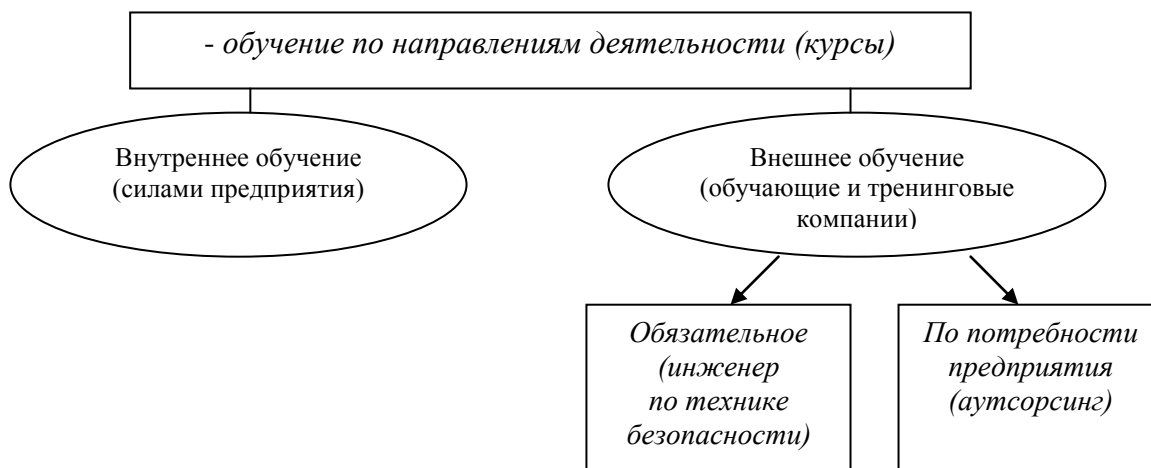 - обучение по направлениям деятельности (курсы)
Внутреннее обучение
(силами предприятия)
Внешнее обучение
(обучающие и тренинговые
компании)
Обязательное
(инженер
по технике
безопасности)
По потребности
предприятия
(аутсорсинг)